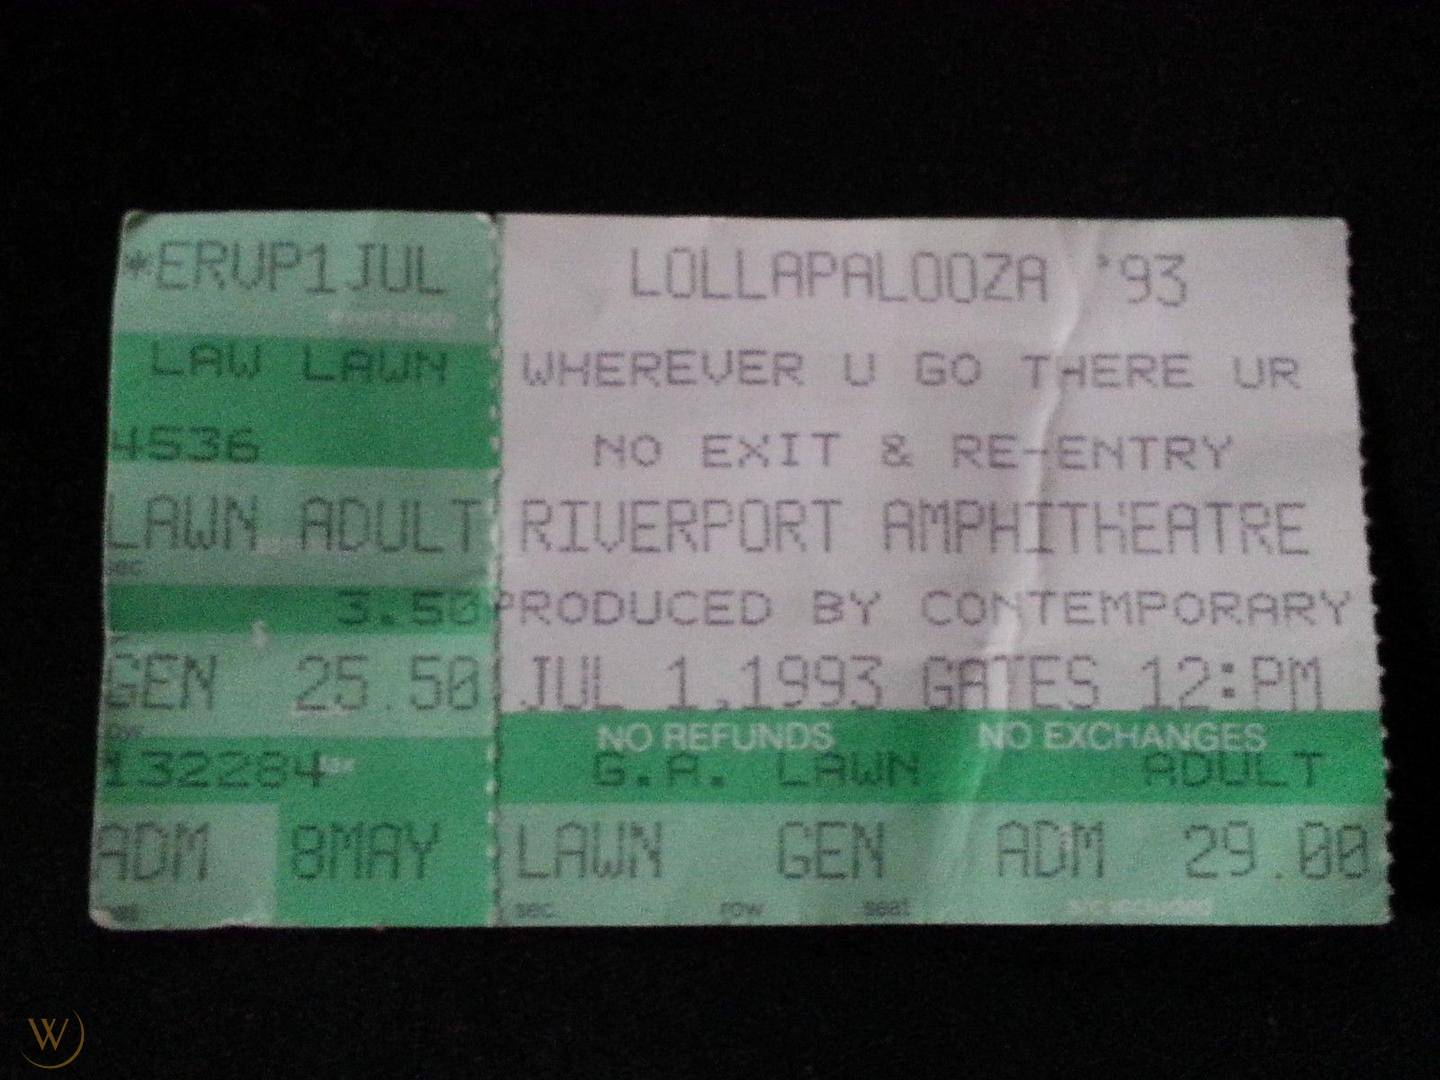 *ERVP1JUL
LAW LAWN
4536
LAWN ADULT
sec
3.50
GEN 25.50
132284
tax
ADM 8MAY
LOLLAPALOOZA '93
WHEREVER U GO THERE UR
NO EXIT & RE-ENTRY
RIVERPORT AMPHITHEATRE
PRODUCED BY CONTEMPORARY
JUL 1,1993 GATES 12:PM
NO REFUNDS NO EXCHANGES
G.A. LAWN ADULT
LAWN GEN ADM 29.00
sec row seat
W